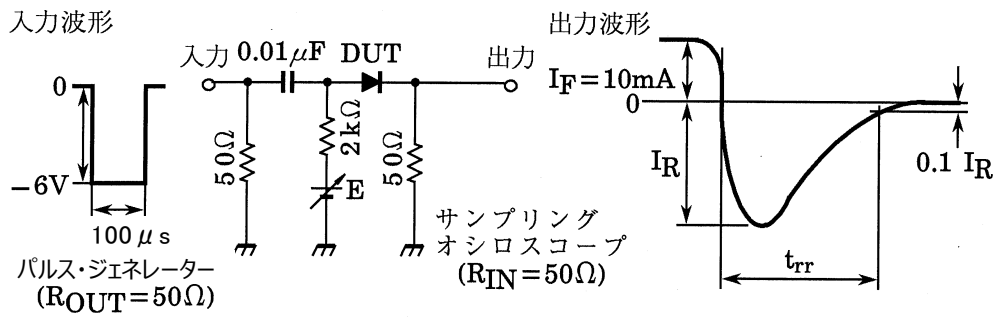 入力波形
0
−6V
100μs
パルス・ジェネレーター
(ROUT=50Ω)
入力
0.01μF
DUT
出力
50Ω
2kΩ
E
50Ω
サンプリング
オシロスコープ
(RIN=50Ω)
出力波形
IF=10mA
0
IR
0.1 IR
trr